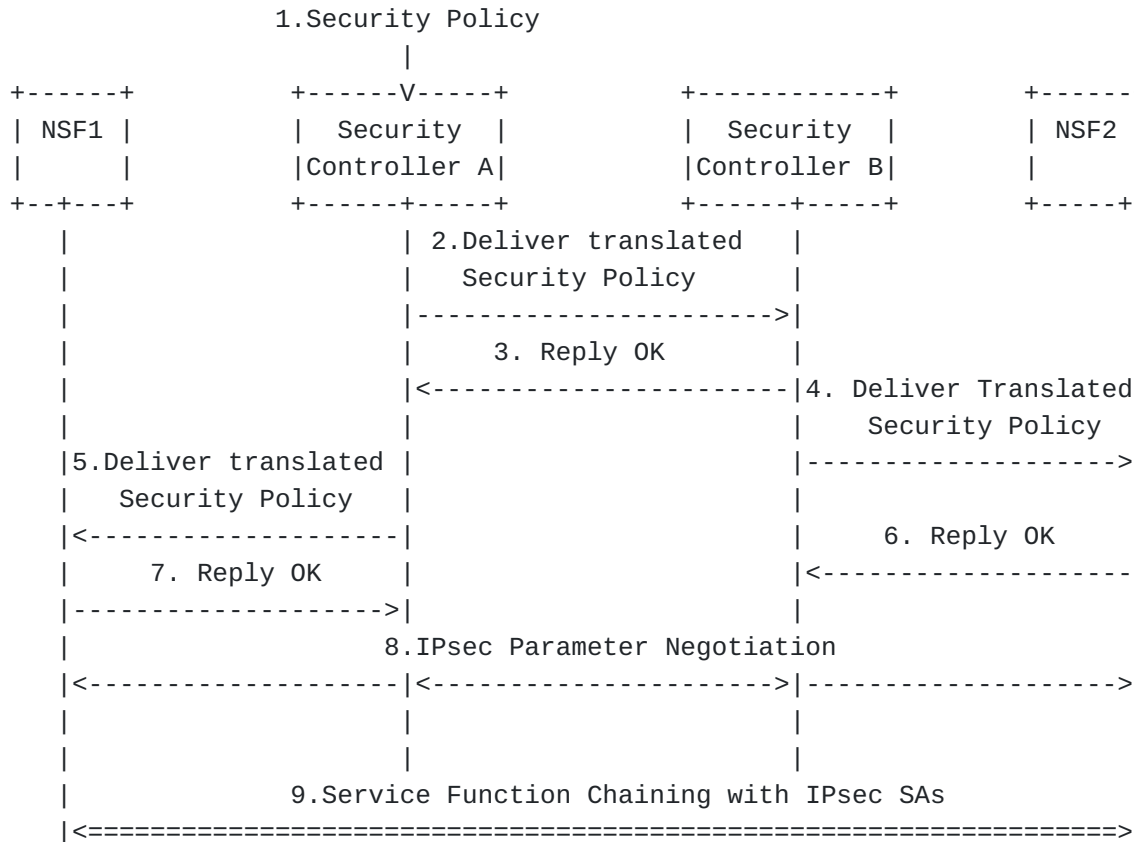 1.Security Policy
|
+------+          +------V-----+           +------------+        +------
| NSF1 |          |  Security  |           |  Security  |        | NSF2
|      |          |Controller A|           |Controller B|        |
+--+---+          +------+-----+           +------+-----+        +-----+
|                     | 2.Deliver translated   |
|                     |   Security Policy      |
|                     |----------------------->|
|                     |     3. Reply OK        |
|                     |<-----------------------|4. Deliver Translated
|                     |                        |    Security Policy
|5.Deliver translated |                        |-------------------->
|   Security Policy   |                        |
|<--------------------|                        |     6. Reply OK
|     7. Reply OK     |                        |<--------------------
|-------------------->|                        |
|                    8.IPsec Parameter Negotiation
|<--------------------|<---------------------->|-------------------->
|                     |                        |
|                     |                        |
|              9.Service Function Chaining with IPsec SAs
|<==================================================================>